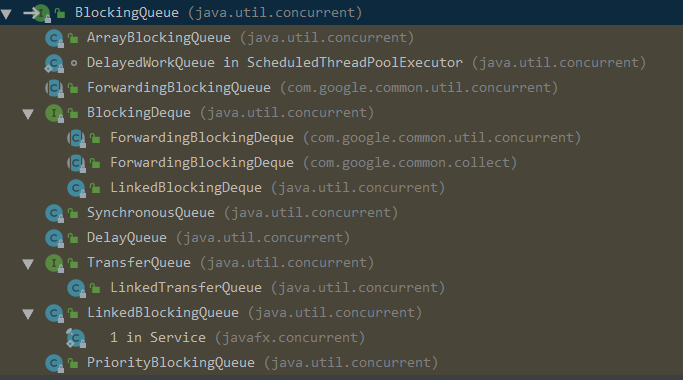 BlockingQueue (java.util.concurrent)
ArrayBlockingQueue (java.util.concurrent)
DelayedWorkQueue in ScheduledThreadPoolExecutor (java.util.concurrent)
ForwardingBlockingQueue (com.google.common.util.concurrent)
BlockingDeque (java.util.concurrent)
ForwardingBlockingDeque (com.google.common.util.concurrent)
ForwardingBlockingDeque (com.google.common.collect)
LinkedBlockingDeque (java.util.concurrent)
SynchronousQueue (java.util.concurrent)
DelayQueue (java.util.concurrent)
TransferQueue (java.util.concurrent)
LinkedTransferQueue (java.util.concurrent)
LinkedBlockingQueue (java.util.concurrent)
1 in Service (javafx.concurrent)
PriorityBlockingQueue (java.util.concurrent)